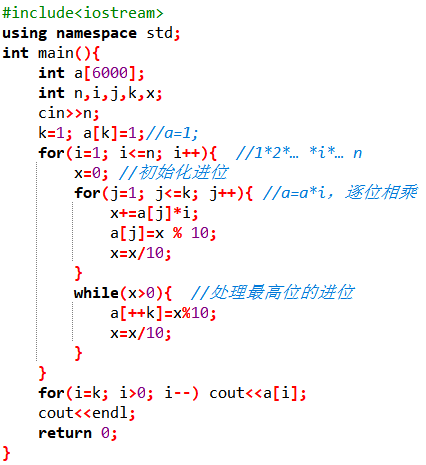 #include<iostream>
using namespace std;
int main(){
    int a[6000];
    int n,i,j,k,x;
    cin>>n;
    k=1; a[k]=1;//a=1;
    for(i=1; i<=n; i++){  //1*2*… *i*… n
        x=0; //初始化进位
        for(j=1; j<=k; j++){ //a=a*i，逐位相乘
            x+=a[j]*i;
            a[j]=x % 10;
            x=x/10;
        }
        while(x>0){  //处理最高位的进位
            a[++k]=x%10;
            x=x/10;
        }
    }
    for(i=k; i>0; i--) cout<<a[i];
    cout<<endl;
    return 0;
}